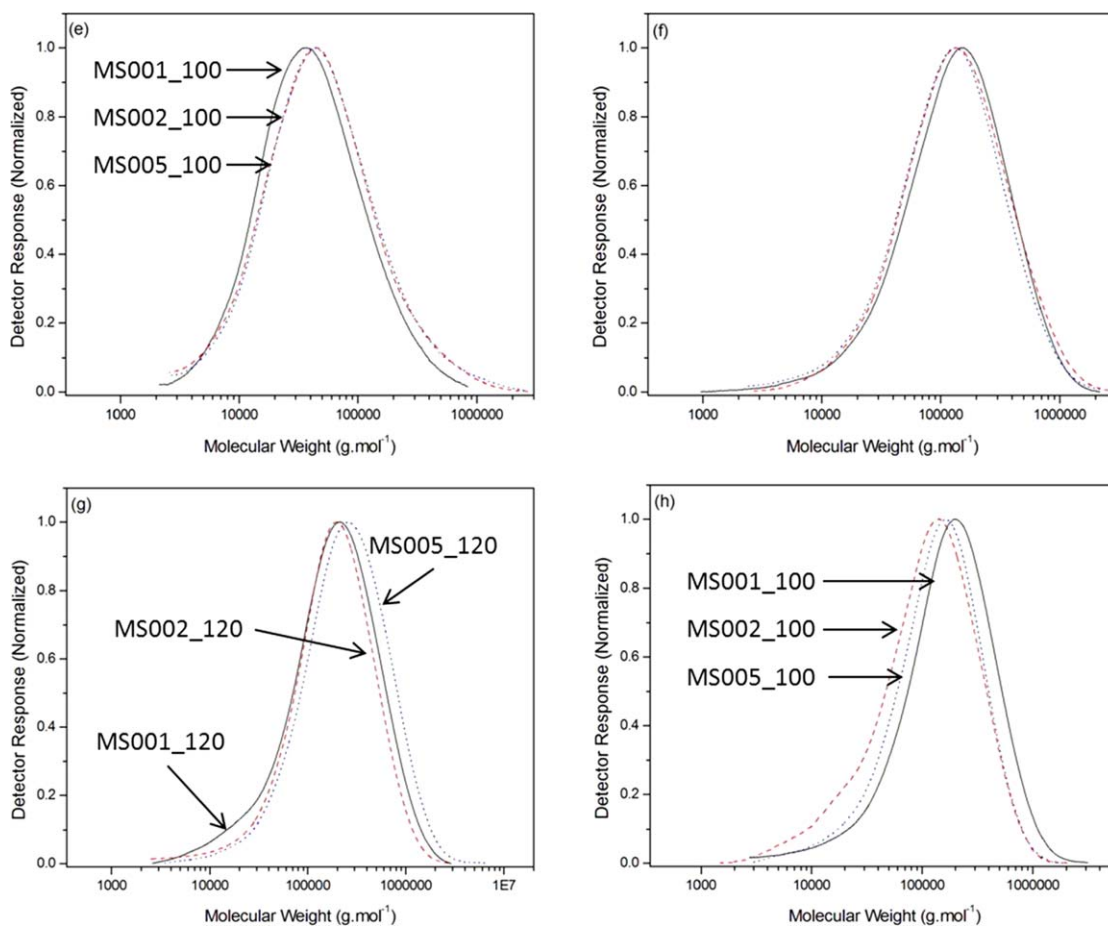 (e)
1.0
0.8
0.6
0.4
0.2
0.0
Detector Response (Normalized)
MS001_100
MS002_100
MS005_100
1000
10000
100000
1000000
Molecular Weight (g.mol-1)
(f)
1.0
0.8
0.6
0.4
0.2
0.0
Detector Response (Normalized)
1000
10000
100000
1000000
Molecular Weight (g.mol-1)
(g)
1.0
0.8
0.6
0.4
0.2
0.0
Detector Response (Normalized)
MS005_120
MS002_120
MS001_120
1000
10000
100000
1000000
1E7
Molecular Weight (g.mol-1)
(h)
1.0
0.8
0.6
0.4
0.2
0.0
Detector Response (Normalized)
MS001_100
MS002_100
MS005_100
1000
10000
100000
1000000
Molecular Weight (g.mol-1)